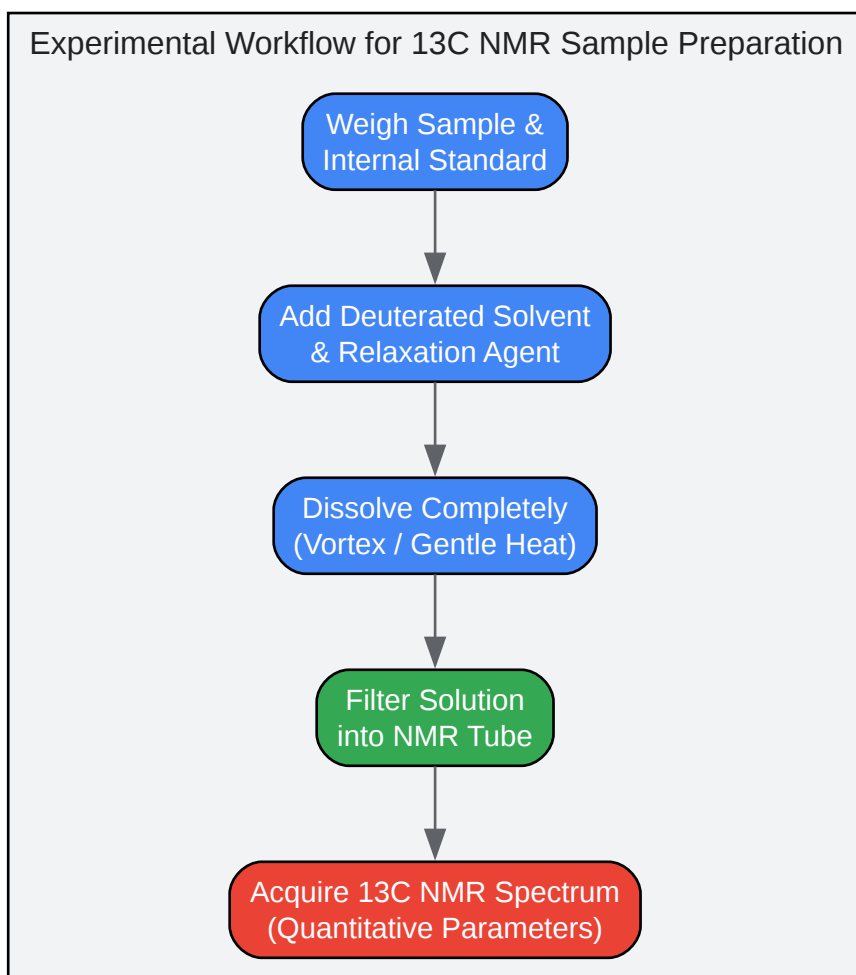 Experimental Workflow for 13C NMR Sample Preparation
Weigh Sample &
Internal Standard
Add Deuterated Solvent
& Relaxation Agent
Dissolve Completely
(Vortex / Gentle Heat)
Filter Solution
into NMR Tube
Acquire 13C NMR Spectrum
(Quantitative Parameters)